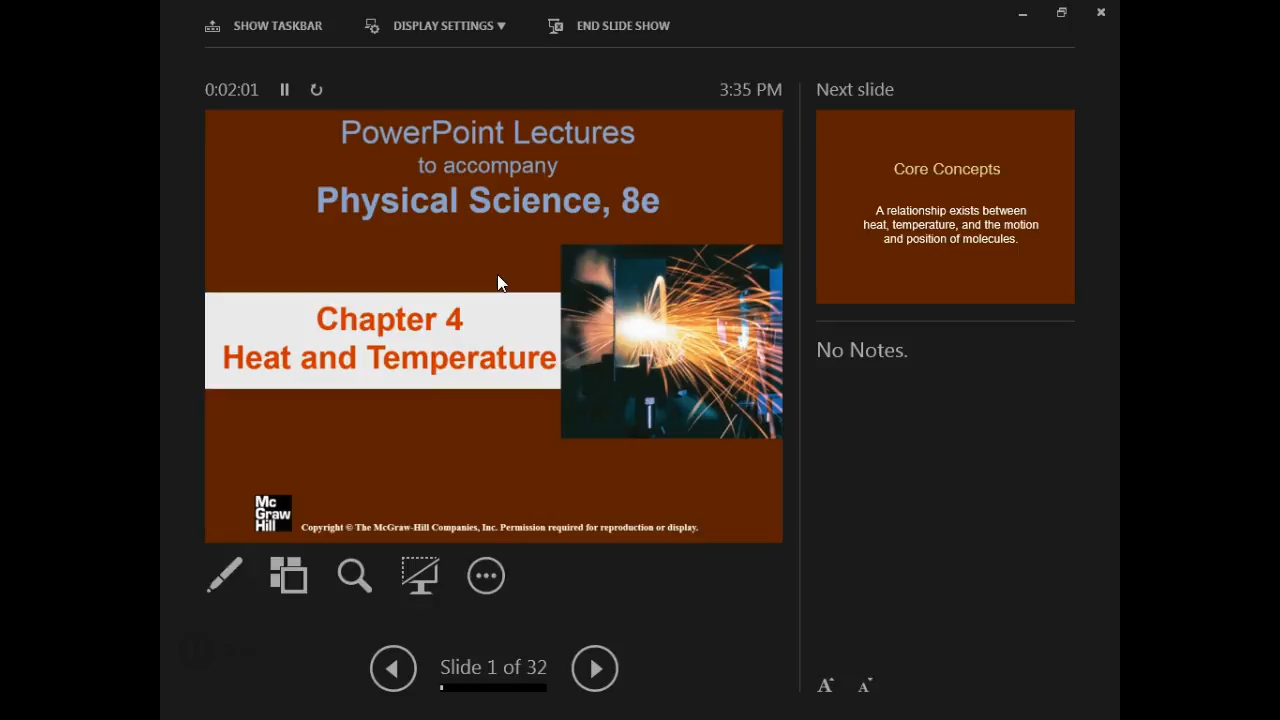 SHOW TASKBAR
DISPLAY SETTINGS ▼
END SLIDE SHOW
0:02:01
3:35 PM
PowerPoint Lectures
to accompany
Physical Science, 8e
Chapter 4
Heat and Temperature
Mc
Graw
Hill
Copyright © The McGraw-Hill Companies, Inc. Permission required for reproduction or display.
Slide 1 of 32
Next slide
Core Concepts
A relationship exists between
heat, temperature, and the motion
and position of molecules.
No Notes.
A A